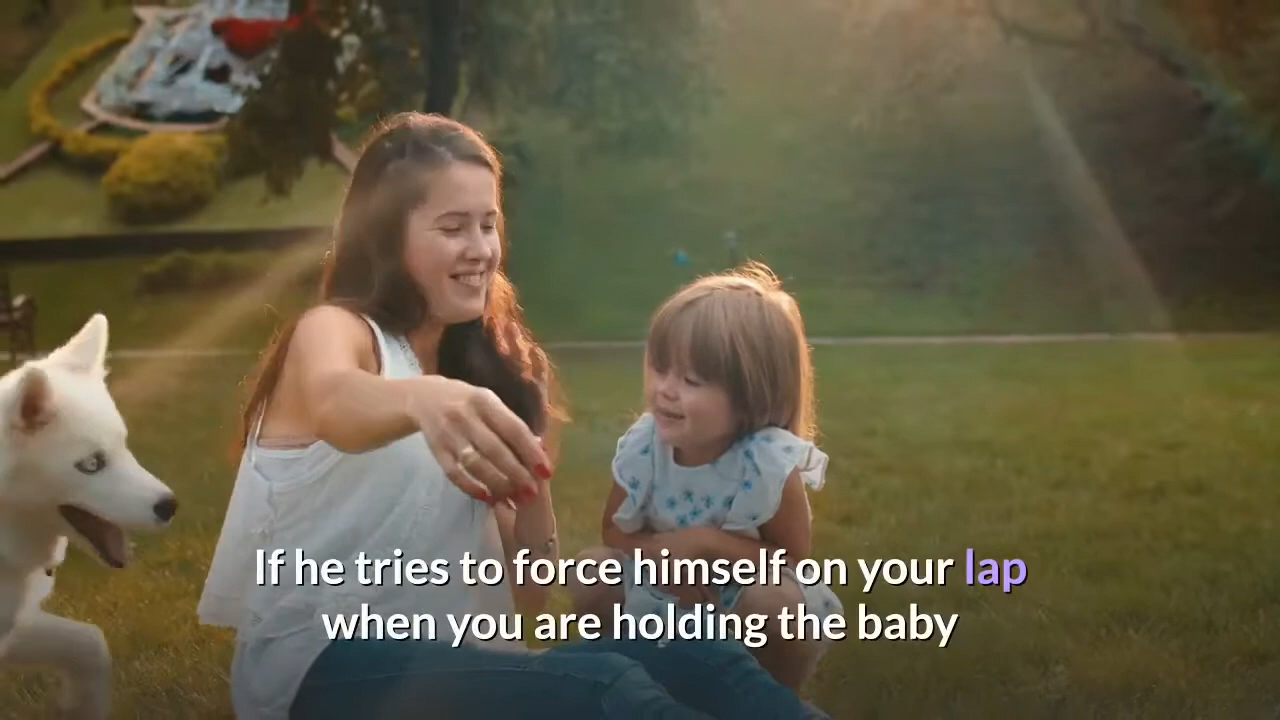 If he tries to force himself on your lap
when you are holding the baby